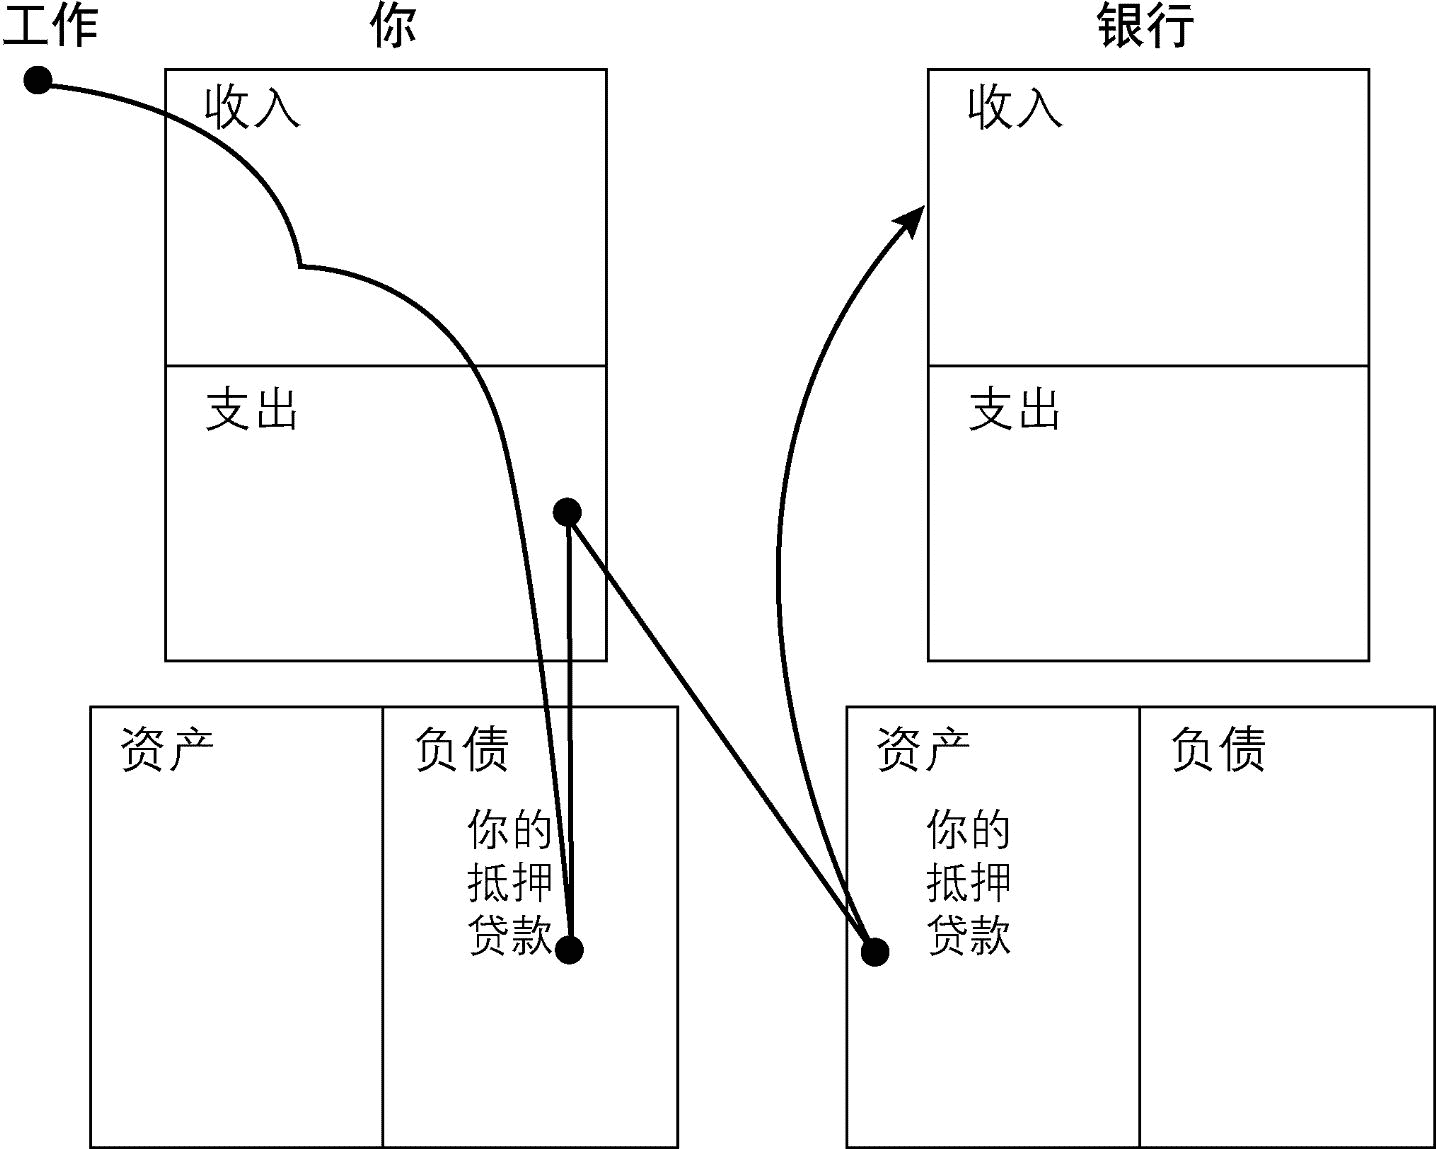 工作
你
银行
收入
收入
支出
支出
资产
负债
你的
抵押
贷款
资产
负债
你的
抵押
贷款